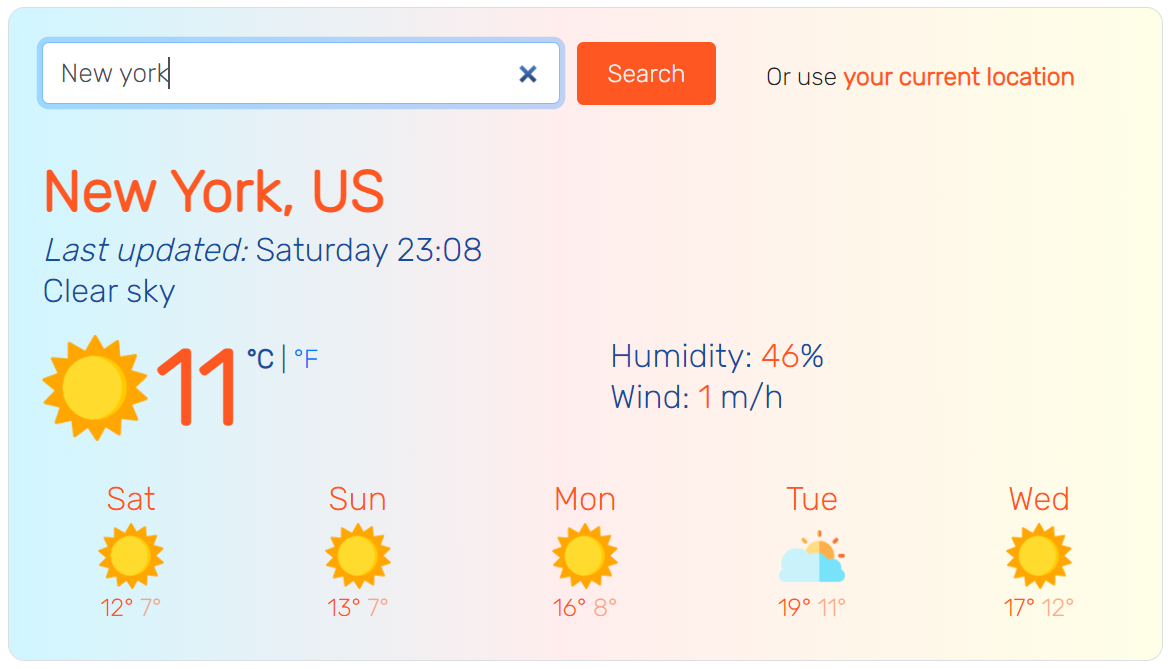 New york × Search Or use your current location
New York, US
Last updated: Saturday 23:08
Clear sky
11 °C | °F
Humidity: 46%
Wind: 1 m/h
Sat Sun Mon Tue Wed
12° 7° 13° 7° 16° 8° 19° 11° 17° 12°